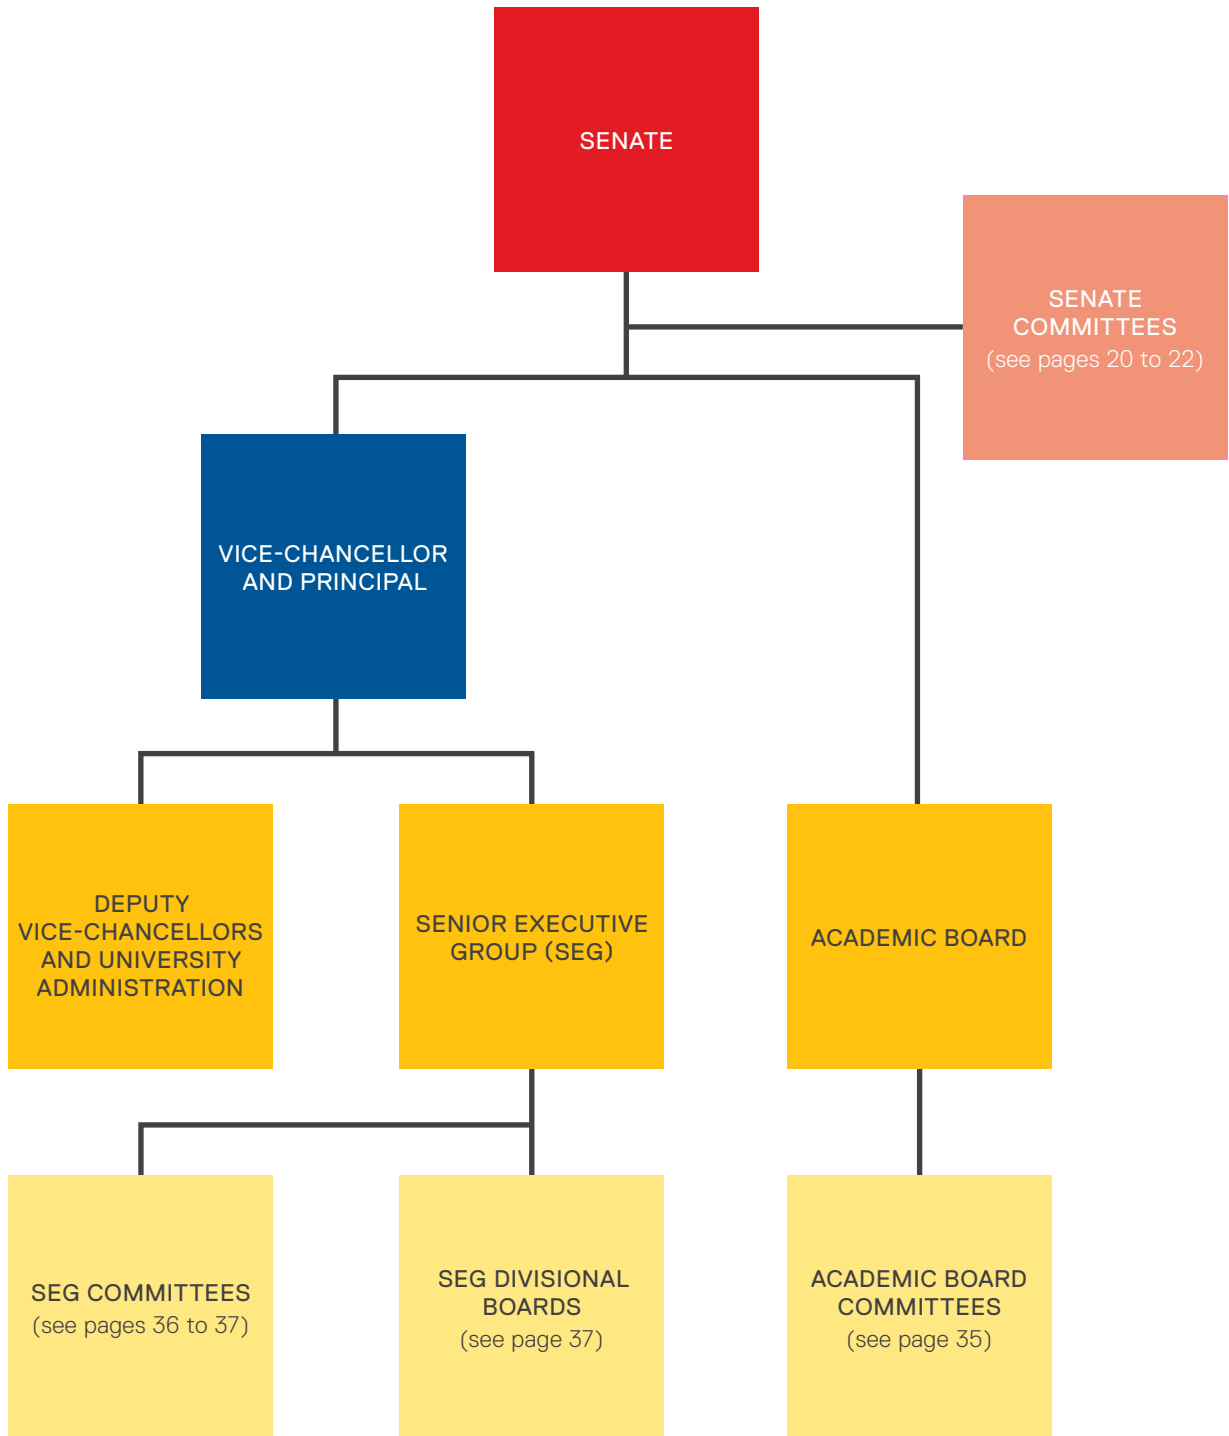 SENATE
SENATE
COMMITTEES
(see pages 20 to 22)
VICE-CHANCELLOR
AND PRINCIPAL
DEPUTY
VICE-CHANCELLORS
AND UNIVERSITY
ADMINISTRATION
SENIOR EXECUTIVE
GROUP (SEG)
ACADEMIC BOARD
SEG COMMITTEES
(see pages 36 to 37)
SEG DIVISIONAL
BOARDS
(see page 37)
ACADEMIC BOARD
COMMITTEES
(see page 35)